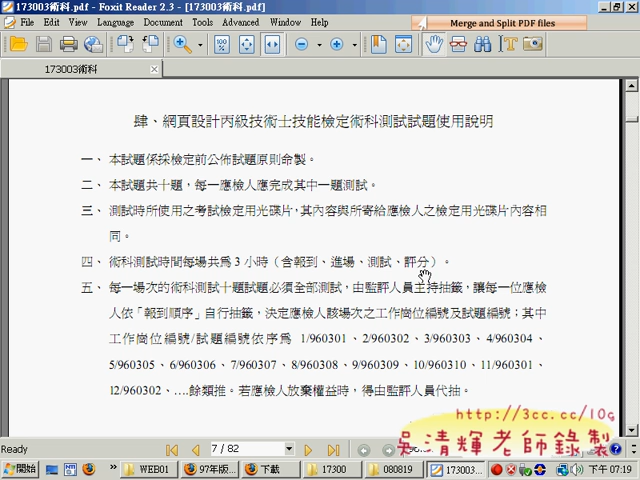 173003術科.pdf - Foxit Reader 2.3 - [173003術科.pdf]
File Edit View Language Document Tools Advanced Window Help
Merge and Split PDF files
173003術科
肆、網頁設計丙級技術士技能檢定術科測試試題使用說明
一、本試題係採檢定前公佈試題原則命製。
二、本試題共十題，每一應檢人應完成其中一題測試。
三、測試時所使用之考試檢定用光碟片，其內容與所寄給應檢人之檢定用光碟片內容相
同。
四、術科測試時間每場共為 3 小時（含報到、進場、測試、評分）。
五、每一場次的術科測試十題試題必須全部測試，由監評人員主持抽籤，讓每一位應檢
人依「報到順序」自行抽籤，決定應檢人該場次之工作崗位編號及試題編號；其中
工作崗位編號/試題編號依序為 1/960301、2/960302、3/960303、4/960304、
5/960305、6/960306、7/960307、8/960308、9/960309、10/960310、11/960301、
12/960302、….餘類推。若應檢人放棄權益時，得由監評人員代抽。
http://3cc.cc/10g
吳清輝老師錄製
Ready
7 / 82
開始 WEB01 97年版... 下載 17300 080819 173003... 下午 07:19